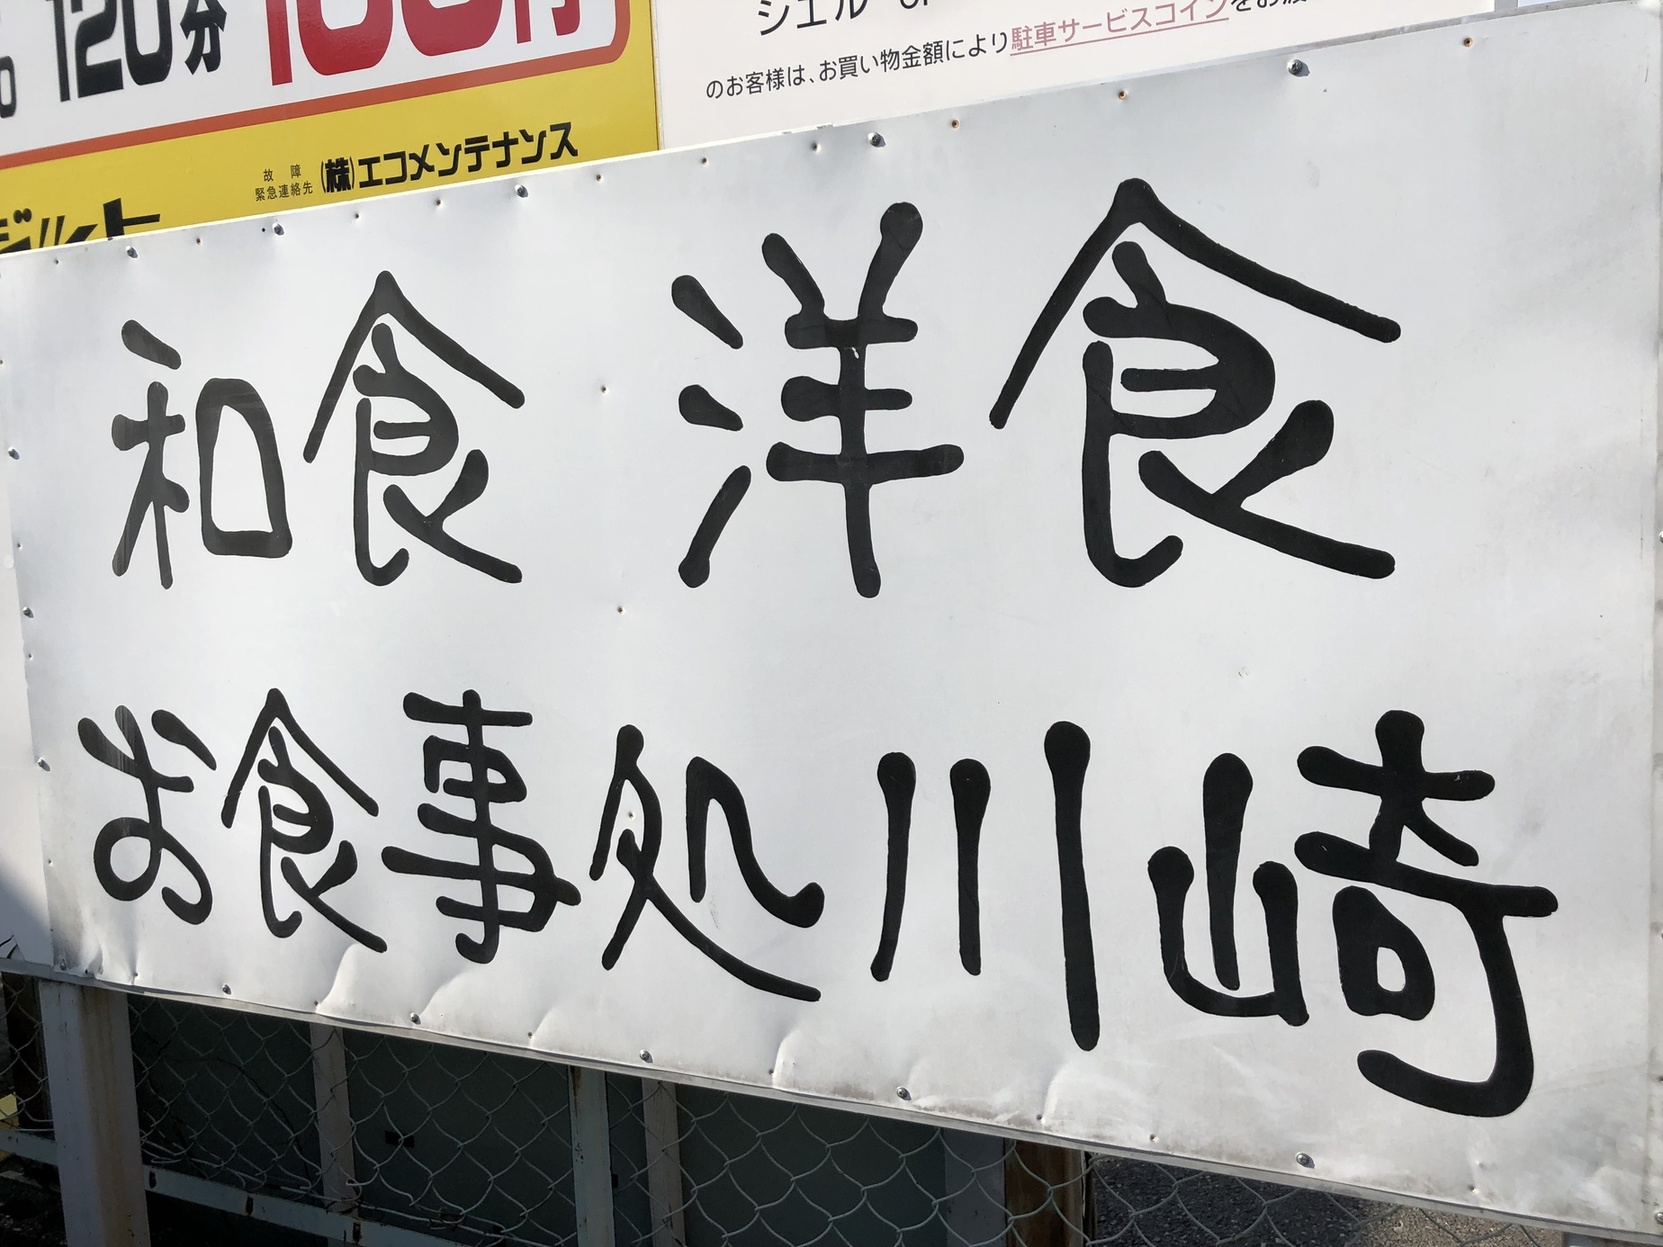 120分
のお客様は、お買い物金額により駐車サービスコインをお
故障
緊急連絡先
(株)エコメンテナンス
和食 洋食
お食事処 川崎